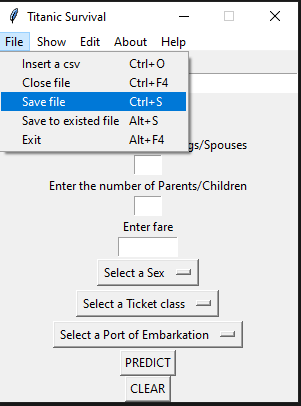 Titanic Survival
File Show Edit About Help
Insert a csv Ctrl+O
Close file Ctrl+F4
Save file Ctrl+S
Save to existed file Alt+S
Exit Alt+F4
/Spouses
Enter the number of Parents/Children
Enter fare
Select a Sex
Select a Ticket class
Select a Port of Embarkation
PREDICT
CLEAR